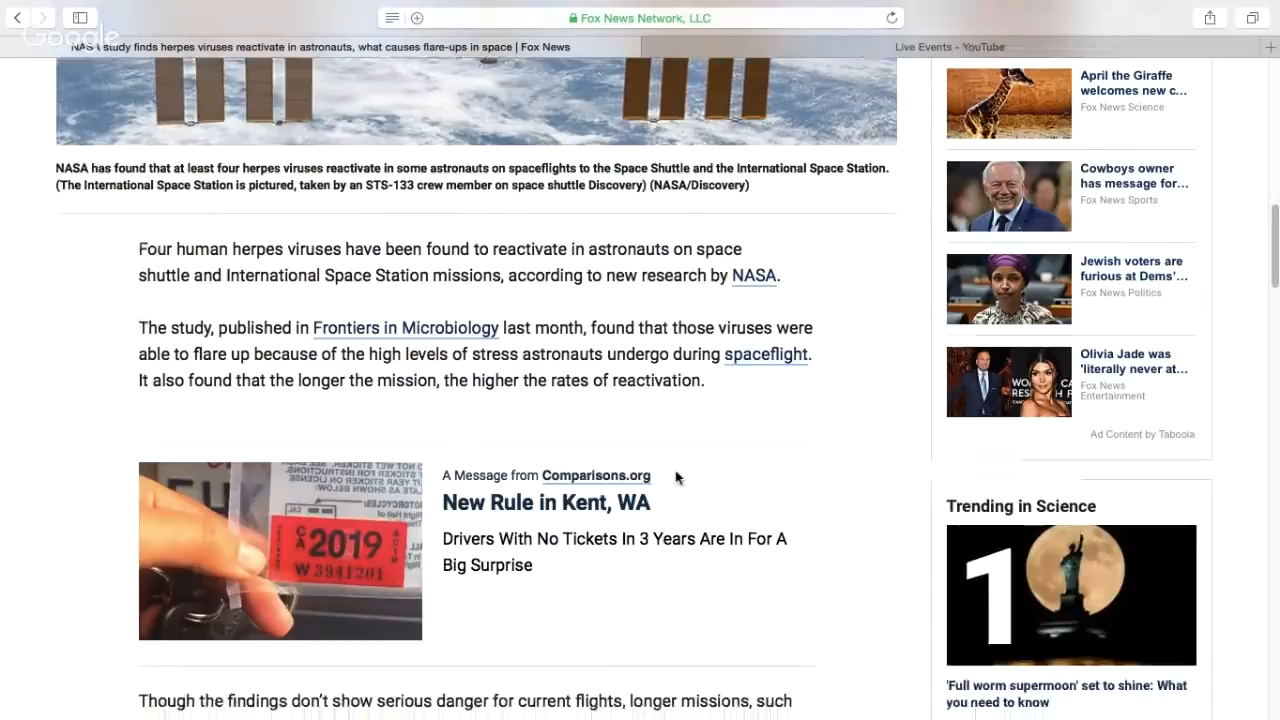 Fox News Network, LLC
Google
NAS study finds herpes viruses reactivate in astronauts, what causes flare-ups in space | Fox News
Live Events - YouTube
NASA has found that at least four herpes viruses reactivate in some astronauts on spaceflights to the Space Shuttle and the International Space Station.
(The International Space Station is pictured, taken by an STS-133 crew member on space shuttle Discovery) (NASA/Discovery)
Four human herpes viruses have been found to reactivate in astronauts on space
shuttle and International Space Station missions, according to new research by NASA.
The study, published in Frontiers in Microbiology last month, found that those viruses were
able to flare up because of the high levels of stress astronauts undergo during spaceflight.
It also found that the longer the mission, the higher the rates of reactivation.
A Message from Comparisons.org
New Rule in Kent, WA
Drivers With No Tickets In 3 Years Are In For A
Big Surprise
CA 2019
W 3941201
Though the findings don't show serious danger for current flights, longer missions, such
April the Giraffe
welcomes new c...
Fox News Science
Cowboys owner
has message for...
Fox News Sports
Jewish voters are
furious at Dems'...
Fox News Politics
Olivia Jade was
'literally never at...
Fox News
Entertainment
Ad Content by Taboola
Trending in Science
1
'Full worm supermoon' set to shine: What
you need to know